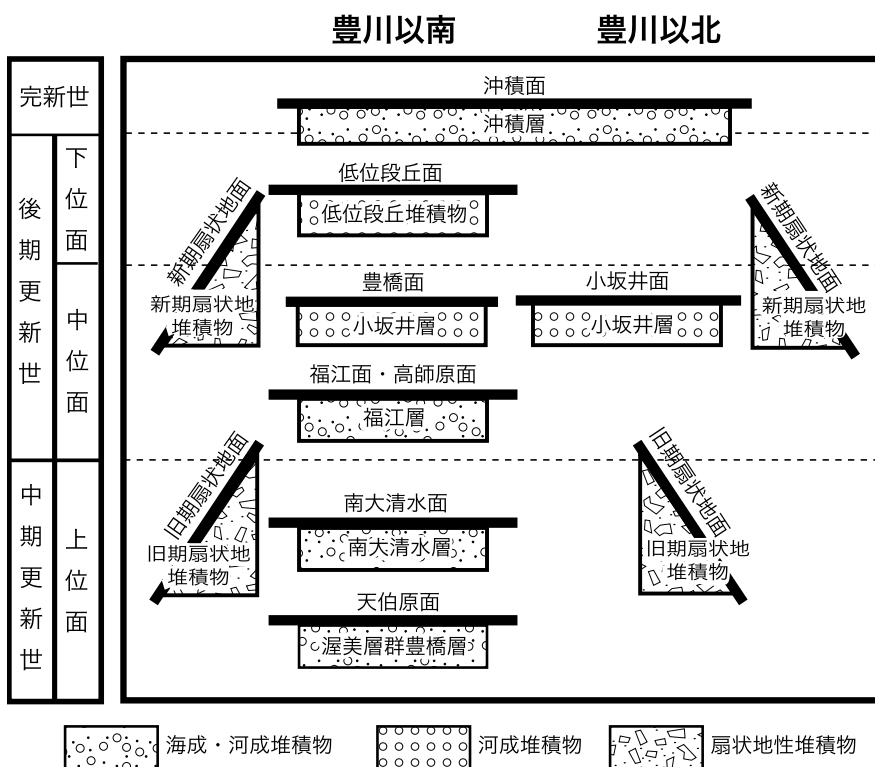 豊川以南
豊川以北
完新世
後期更新世
下位面
中位面
中期更新世
上位面
沖積面
沖積層
低位段丘面
低位段丘堆積物
新期扇状地面
新期扇状地
堆積物
豊橋面
小坂井層
小坂井面
小坂井層
新期扇状地面
新期扇状地
堆積物
福江面・高師原面
福江層
旧期扇状地面
旧期扇状地
堆積物
南大清水面
南大清水層
旧期扇状地面
旧期扇状地
堆積物
天伯原面
渥美層群豊橋層
海成・河成堆積物
河成堆積物
扇状地性堆積物